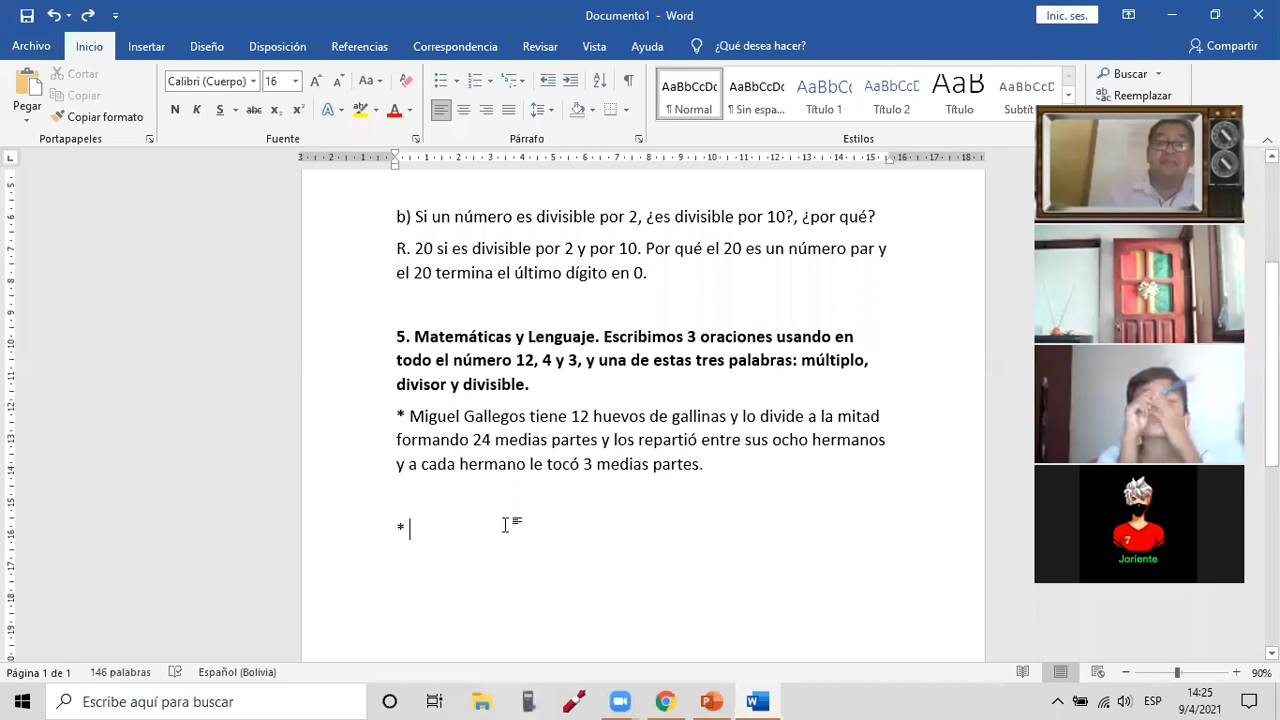 Documento1 - Word
Inic. ses.
Archivo Inicio Insertar Diseño Disposición Referencias Correspondencia Revisar Vista Ayuda ¿Qué desea hacer? Compartir
Pegar
Cortar
Copiar
Copiar formato
Portapapeles
Calibri (Cuerpo) 16
N K S abc x₂ x²
Fuente
Párrafo
AaBbCcDc AaBbCcDc AaBbCc AaBbCcD AaB AaBbCcD
¶ Normal ¶ Sin espa... Título 1 Título 2 Título Subtít
Estilos
Buscar
Reemplazar
b) Si un número es divisible por 2, ¿es divisible por 10?, ¿por qué?
R. 20 si es divisible por 2 y por 10. Por qué el 20 es un número par y
el 20 termina el último dígito en 0.
5. Matemáticas y Lenguaje. Escribimos 3 oraciones usando en
todo el número 12, 4 y 3, y una de estas tres palabras: múltiplo,
divisor y divisible.
* Miguel Gallegos tiene 12 huevos de gallinas y lo divide a la mitad
formando 24 medias partes y los repartió entre sus ocho hermanos
y a cada hermano le tocó 3 medias partes.
*
7
Joriente
Página 1 de 1 146 palabras Español (Bolivia) 90%
Escribe aquí para buscar
ESP
14:25
9/4/2021